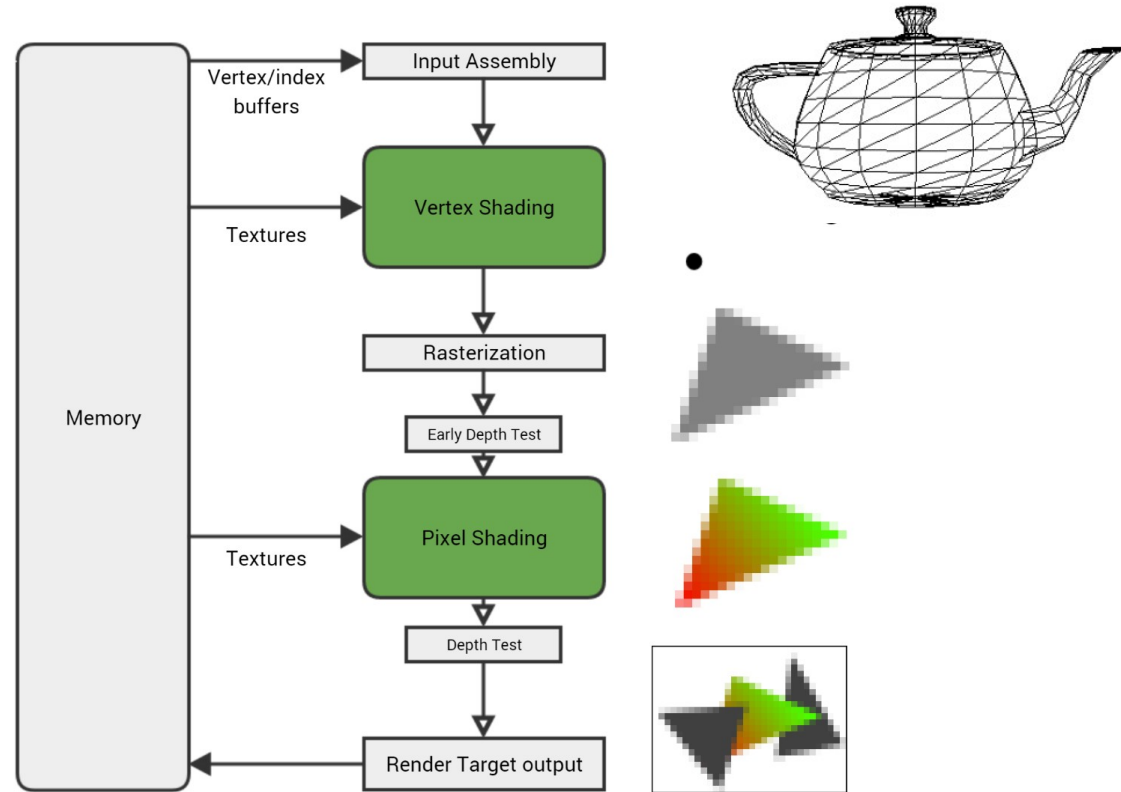 Input Assembly
Vertex/index
buffers
Vertex Shading
Textures
Rasterization
Memory
Early Depth Test
Pixel Shading
Textures
Depth Test
Render Target output